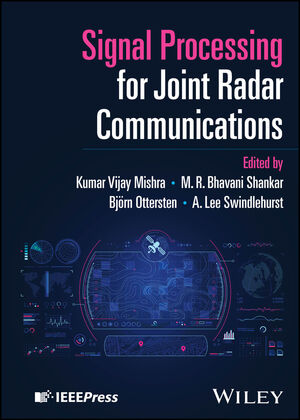 Signal Processing
for Joint Radar
Communications
Edited by
Kumar Vijay Mishra • M. R. Bhavani Shankar
Björn Ottersten • A. Lee Swindlehurst
IEEE Press
WILEY